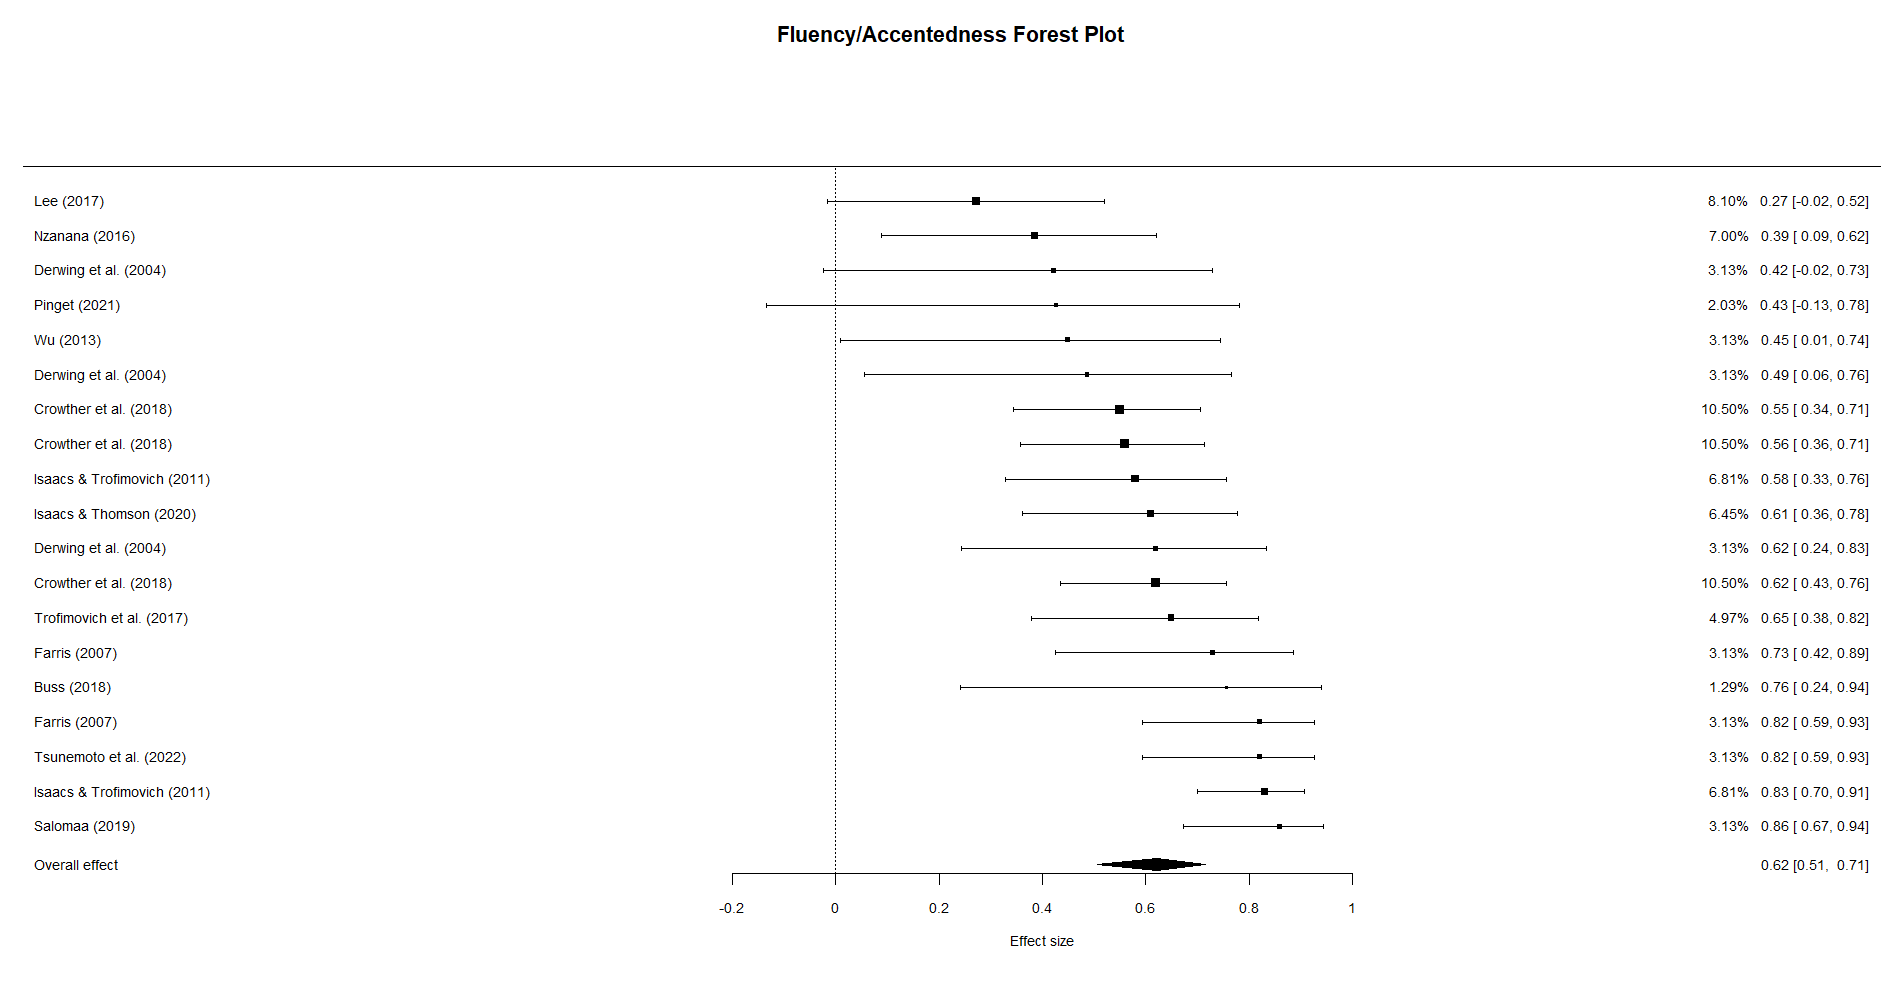 Fluency/Accentedness Forest Plot
Lee (2017) 8.10% 0.27 [-0.02, 0.52]
Nzanana (2016) 7.00% 0.39 [ 0.09, 0.62]
Derwing et al. (2004) 3.13% 0.42 [-0.02, 0.73]
Pinget (2021) 2.03% 0.43 [-0.13, 0.78]
Wu (2013) 3.13% 0.45 [ 0.01, 0.74]
Derwing et al. (2004) 3.13% 0.49 [ 0.06, 0.76]
Crowther et al. (2018) 10.50% 0.55 [ 0.34, 0.71]
Crowther et al. (2018) 10.50% 0.56 [ 0.36, 0.71]
Isaacs & Trofimovich (2011) 6.81% 0.58 [ 0.33, 0.76]
Isaacs & Thomson (2020) 6.45% 0.61 [ 0.36, 0.78]
Derwing et al. (2004) 3.13% 0.62 [ 0.24, 0.83]
Crowther et al. (2018) 10.50% 0.62 [ 0.43, 0.76]
Trofimovich et al. (2017) 4.97% 0.65 [ 0.38, 0.82]
Farris (2007) 3.13% 0.73 [ 0.42, 0.89]
Buss (2018) 1.29% 0.76 [ 0.24, 0.94]
Farris (2007) 3.13% 0.82 [ 0.59, 0.93]
Tsunemoto et al. (2022) 3.13% 0.82 [ 0.59, 0.93]
Isaacs & Trofimovich (2011) 6.81% 0.83 [ 0.70, 0.91]
Salomaa (2019) 3.13% 0.86 [ 0.67, 0.94]
Overall effect 0.62 [0.51,  0.71]
-0.2 0 0.2 0.4 0.6 0.8 1
Effect size